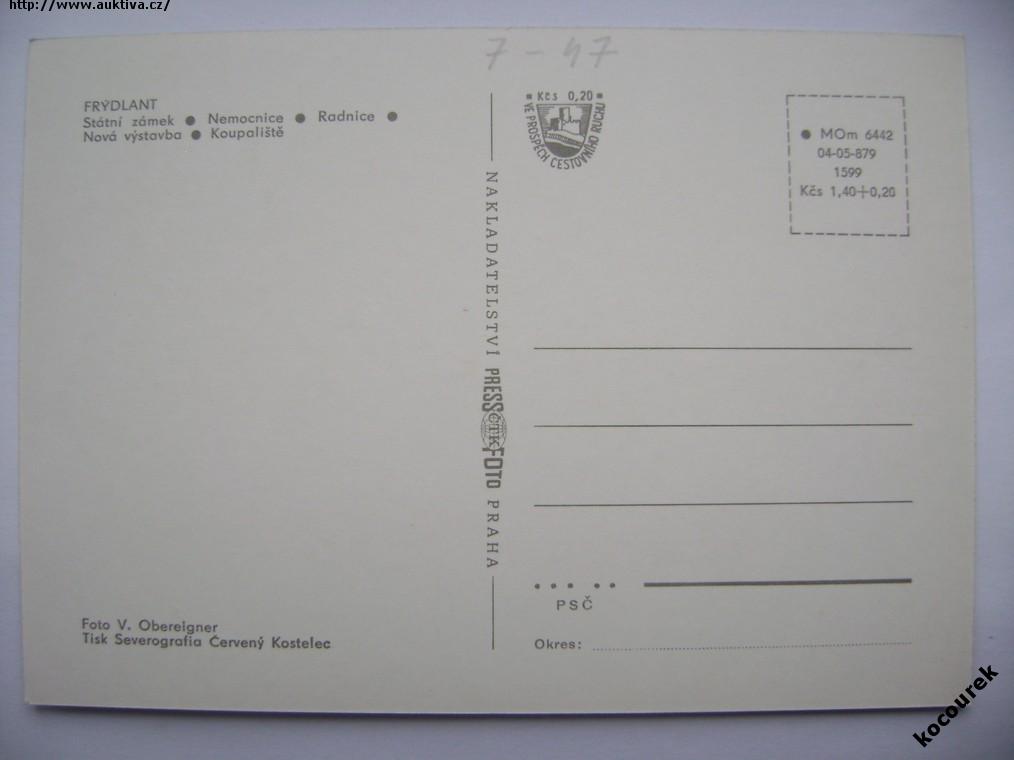 http://www.auktiva.cz/
7-47
FRÝDLANT
Státní zámek ● Nemocnice ● Radnice ●
Nová výstavba ● Koupaliště
Kčs 0,20
VE PROSPĚCH CESTOVNÍHO RUCHU
● MOm 6442
04-05-879
1599
Kčs 1,40+0,20
NAKLADATELSTVÍ PRESSFOTO PRAHA
ČTK
PSČ
Okres:
Foto V. Obereigner
Tisk Severografia Červený Kostelec
kocourek